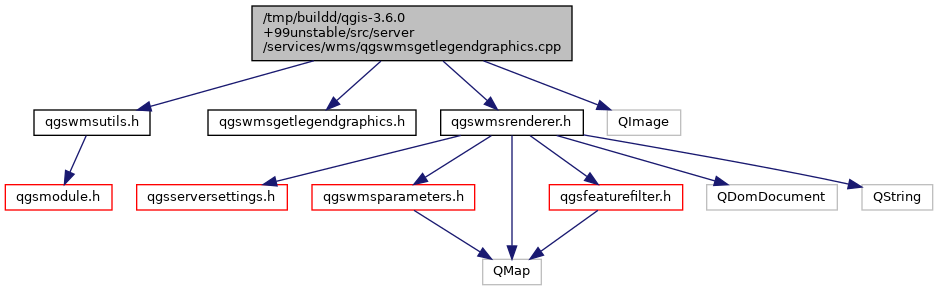 /tmp/buildd/qgis-3.6.0
+99unstable/src/server
/services/wms/qgswmsgetlegendgraphics.cpp
qgswmsutils.h
qgswmsgetlegendgraphics.h
qgswmsrenderer.h
QImage
qgsmodule.h
qgsserversettings.h
qgswmsparameters.h
qgsfeaturefilter.h
QDomDocument
QString
QMap